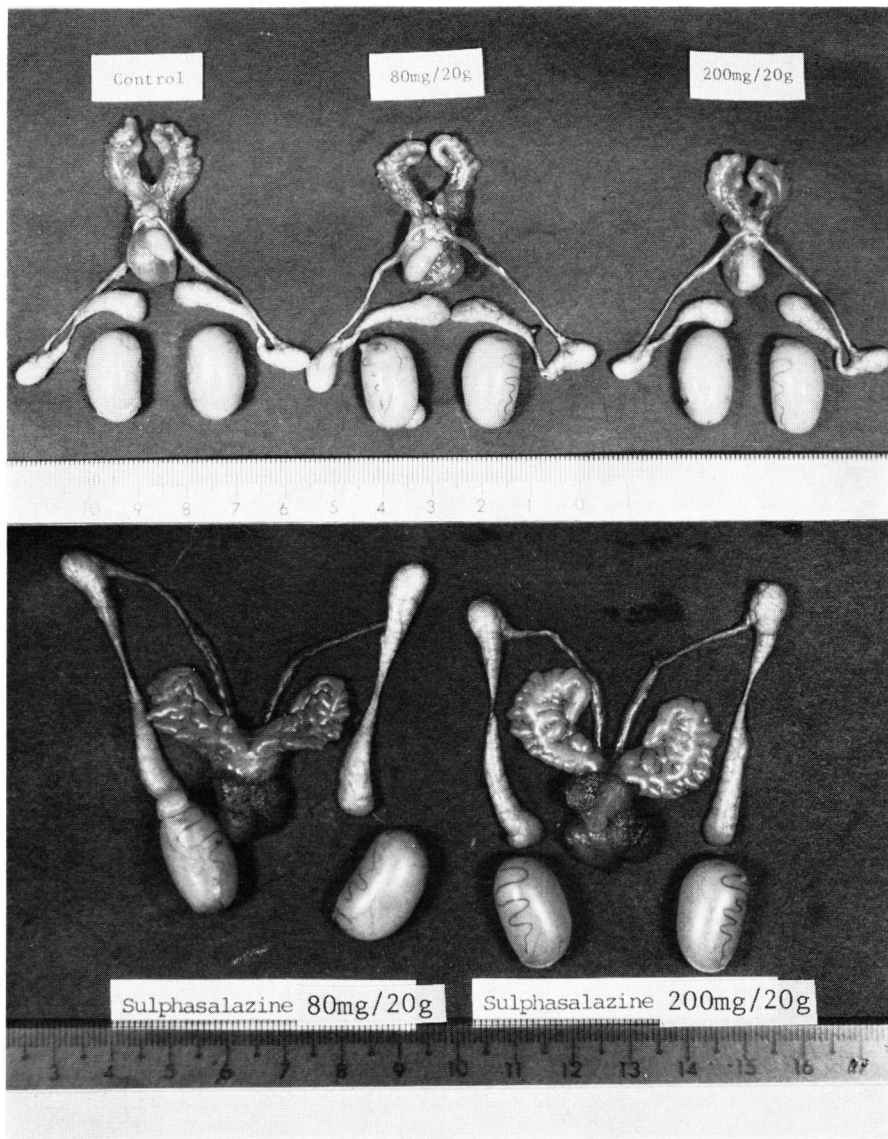 Control
80mg/20g
200mg/20g
10 9 8 7 6 5 4 3 2 1 0
Sulphasalazine 80mg/20g
Sulphasalazine 200mg/20g
3 4 5 6 7 8 9 10 11 12 13 14 15 16